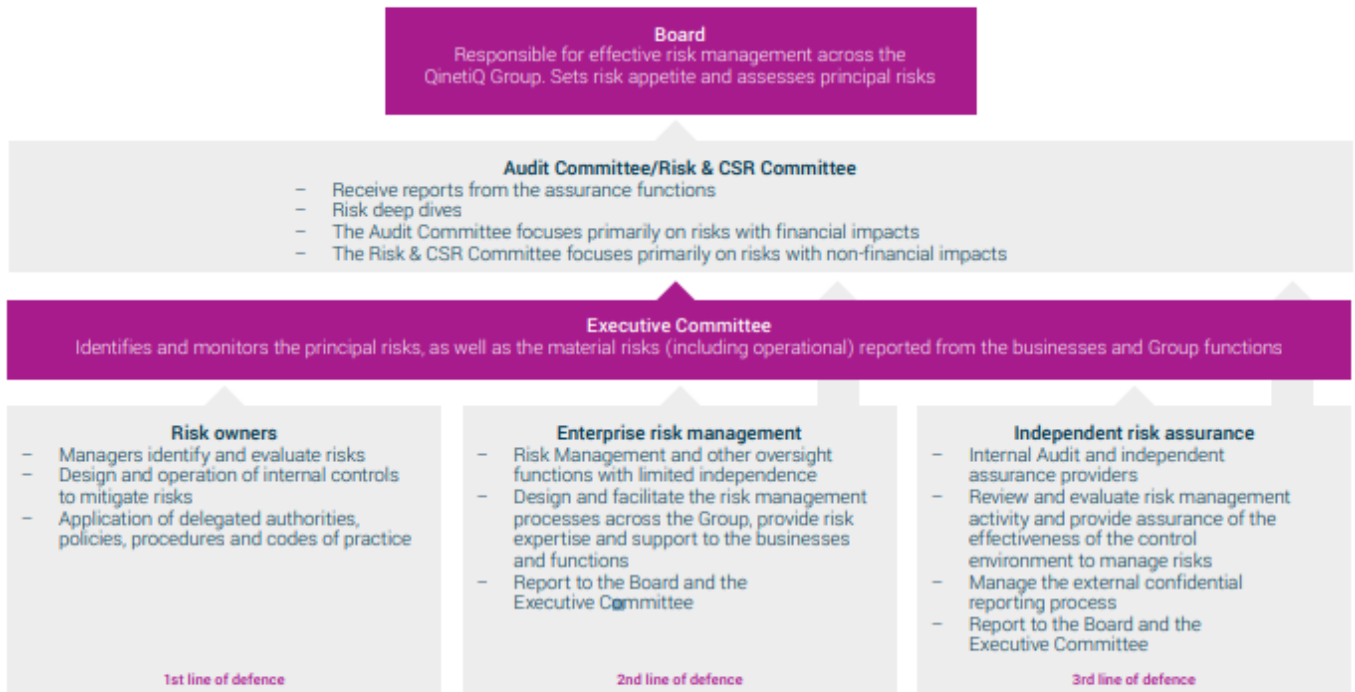 Board
Responsible for effective risk management across the
QinetiQ Group. Sets risk appetite and assesses principal risks
Audit Committee/Risk & CSR Committee
– Receive reports from the assurance functions
– Risk deep dives
– The Audit Committee focuses primarily on risks with financial impacts
– The Risk & CSR Committee focuses primarily on risks with non-financial impacts
Executive Committee
Identifies and monitors the principal risks, as well as the material risks (including operational) reported from the businesses and Group functions
Risk owners
– Managers identify and evaluate risks
– Design and operation of internal controls
to mitigate risks
– Application of delegated authorities,
policies, procedures and codes of practice
1st line of defence
Enterprise risk management
– Risk Management and other oversight
functions with limited independence
– Design and facilitate the risk management
processes across the Group, provide risk
expertise and support to the businesses
and functions
– Report to the Board and the
Executive Committee
2nd line of defence
Independent risk assurance
– Internal Audit and independent
assurance providers
– Review and evaluate risk management
activity and provide assurance of the
effectiveness of the control
environment to manage risks
– Manage the external confidential
reporting process
– Report to the Board and the
Executive Committee
3rd line of defence